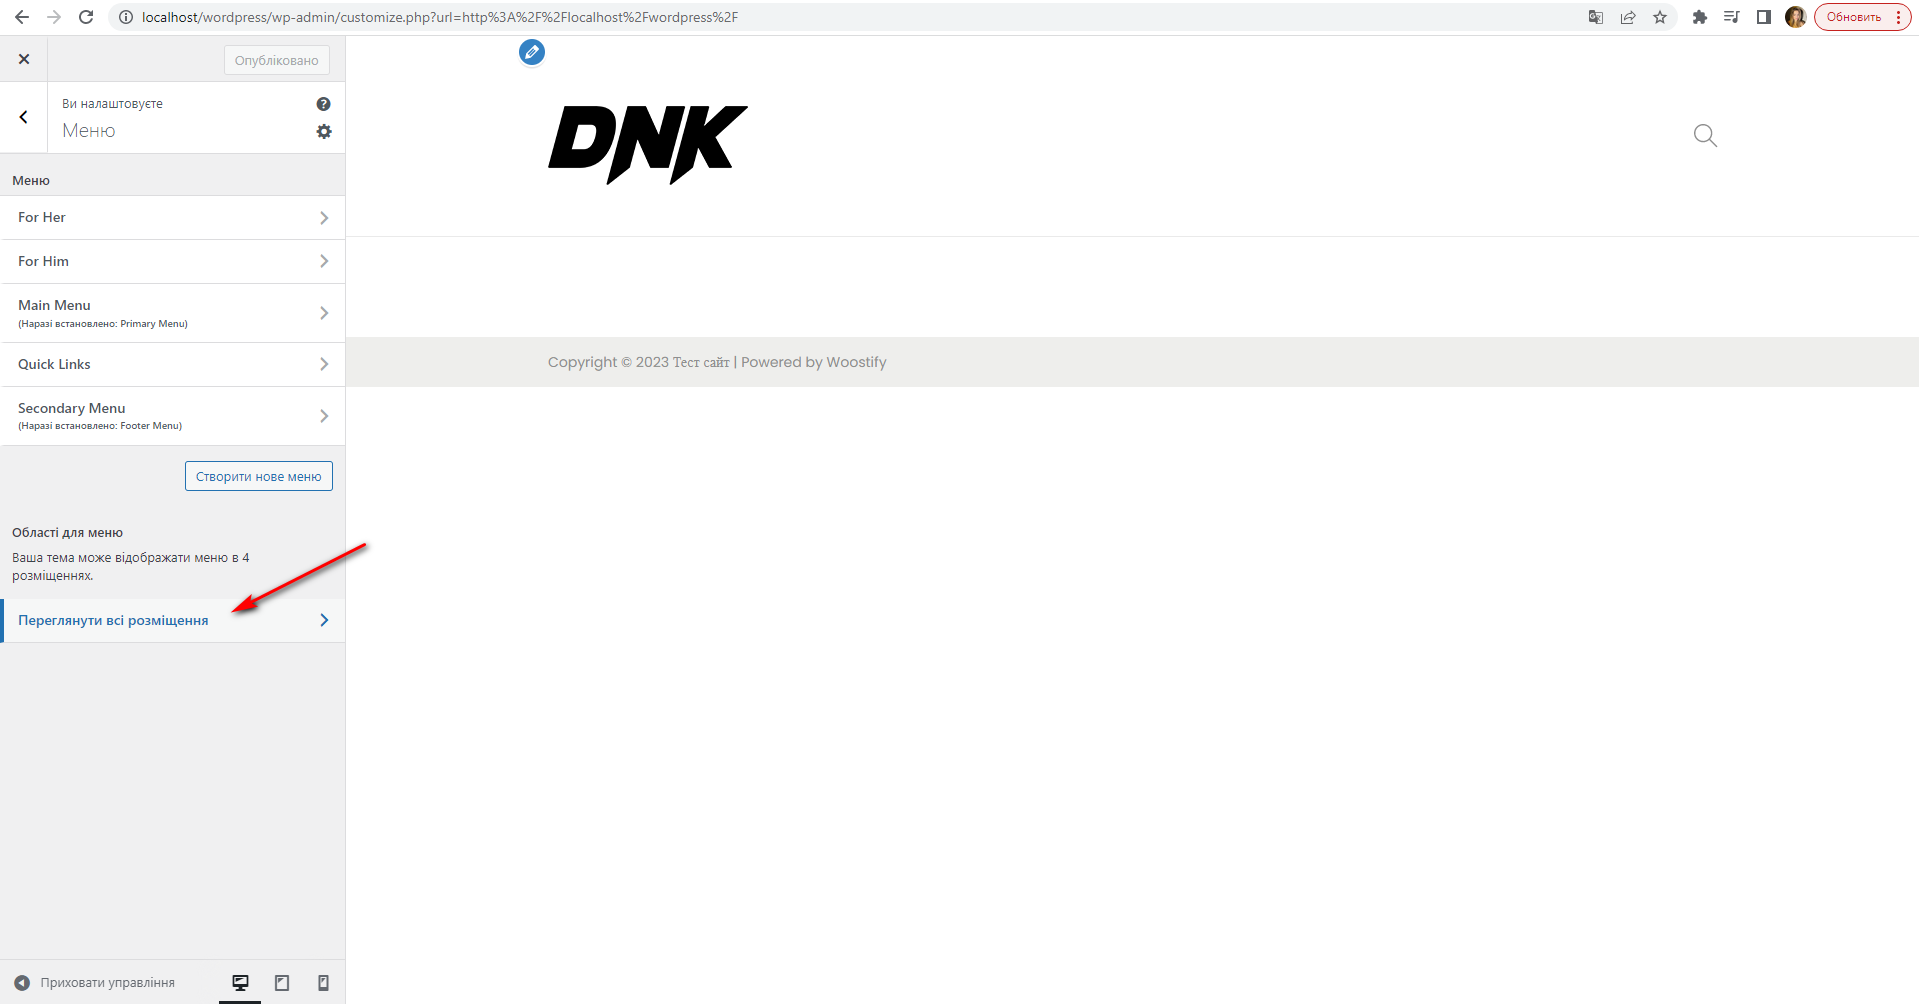 localhost/wordpress/wp-admin/customize.php?url=http%3A%2F%2Flocalhost%2Fwordpress%2F
Обновить
Опубліковано
Ви налаштовуєте
Меню
Меню
For Her
For Him
Main Menu
(Наразі встановлено: Primary Menu)
Quick Links
Secondary Menu
(Наразі встановлено: Footer Menu)
Створити нове меню
Області для меню
Ваша тема може відображати меню в 4
розміщеннях.
Переглянути всі розміщення
Приховати управління
DNK
Copyright © 2023 Тест сайт | Powered by Woostify